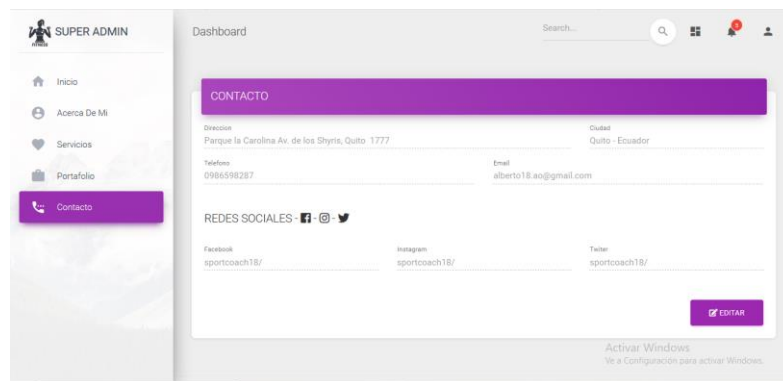 SUPER ADMIN
FITNESS
Dashboard
Search...
5
Inicio
Acerca De Mi
Servicios
Portafolio
Contacto
CONTACTO
Direccion
Parque la Carolina Av. de los Shyris, Quito 1777
Ciudad
Quito - Ecuador
Telefono
0986598287
Email
alberto18.ao@gmail.com
REDES SOCIALES - - -
Facebook
sportcoach18/
Instagram
sportcoach18/
Twiter
sportcoach18/
EDITAR
Activar Windows
Ve a Configuración para activar Windows.